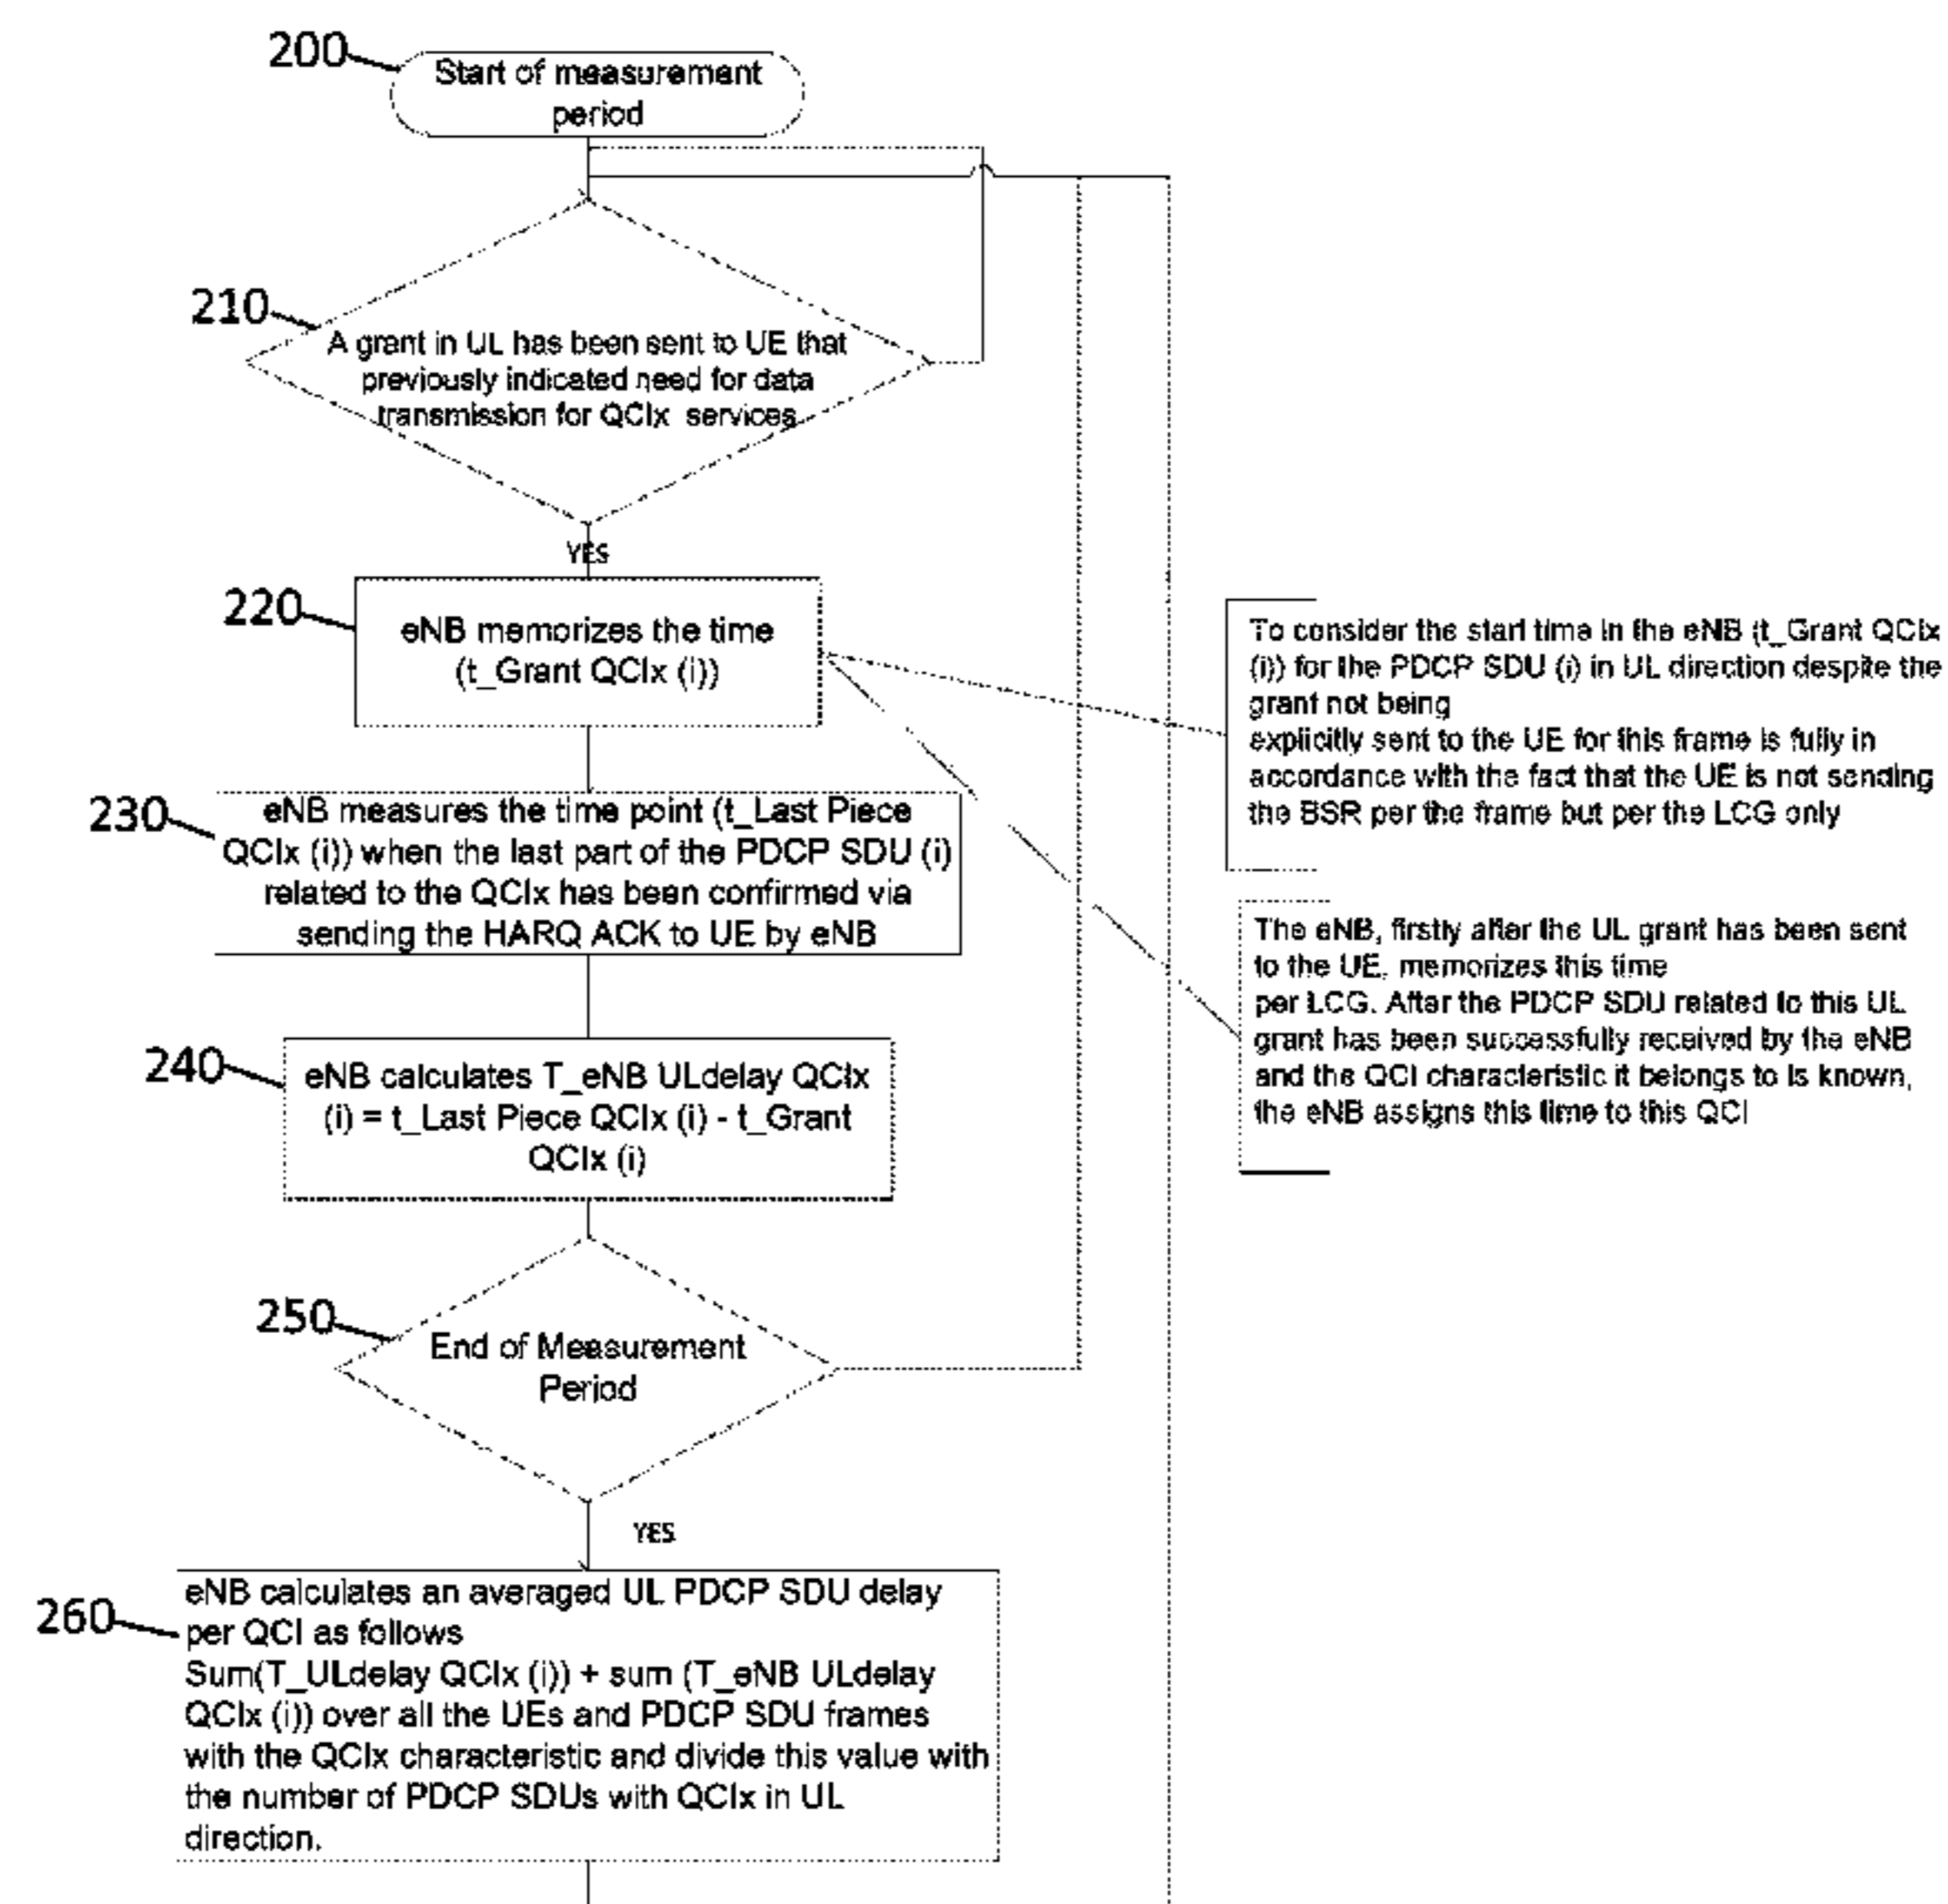 200
Start of measurement
period
210
A grant in UL has been sent to UE that
previously indicated need for data
transmission for QCIx services
YES
220
eNB memorizes the time
(t_Grant QCIx (i))
To consider the start time in the eNB (t_Grant QCIx
(i)) for the PDCP SDU (i) in UL direction despite the
grant not being
explicitly sent to the UE for this frame is fully in
accordance with the fact that the UE is not sending
the BSR per the frame but per the LCG only
230
eNB measures the time point (t_Last Piece
QCIx (i)) when the last part of the PDCP SDU (i)
related to the QCIx has been confirmed via
sending the HARQ ACK to UE by eNB
The eNB, firstly after the UL grant has been sent
to the UE, memorizes this time
per LCG. After the PDCP SDU related to this UL
grant has been successfully received by the eNB
and the QCI characteristic it belongs to is known,
the eNB assigns this time to this QCI
240
eNB calculates T_eNB ULdelay QCIx
(i) = t_Last Piece QCIx (i) - t_Grant
QCIx (i)
250
End of Measurement
Period
YES
260
eNB calculates an averaged UL PDCP SDU delay
per QCI as follows
Sum(T_ULdelay QCIx (i)) + sum (T_eNB ULdelay
QCIx (i)) over all the UEs and PDCP SDU frames
with the QCIx characteristic and divide this value with
the number of PDCP SDUs with QCIx in UL
direction.